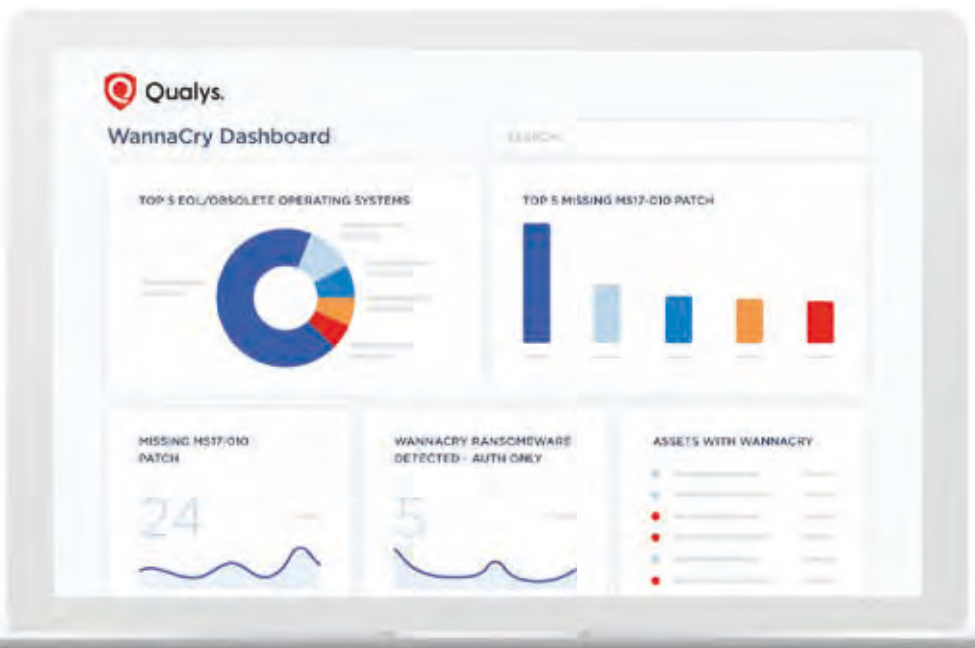 Qualys.
WannaCry Dashboard
SEARCH...
TOP 5 EOL/OBSOLETE OPERATING SYSTEMS
TOP 5 MISSING MS17-010 PATCH
MISSING MS17-010
PATCH
24
WANNACRY RANSOMEWARE
DETECTED - AUTH ONLY
5
ASSETS WITH WANNACRY